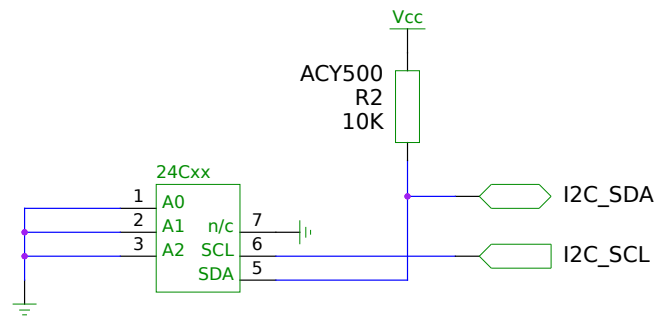 Vcc
ACY500
R2
10K
24Cxx
1 A0
2 A1 n/c 7
3 A2 SCL 6
SDA 5
I2C_SDA
I2C_SCL